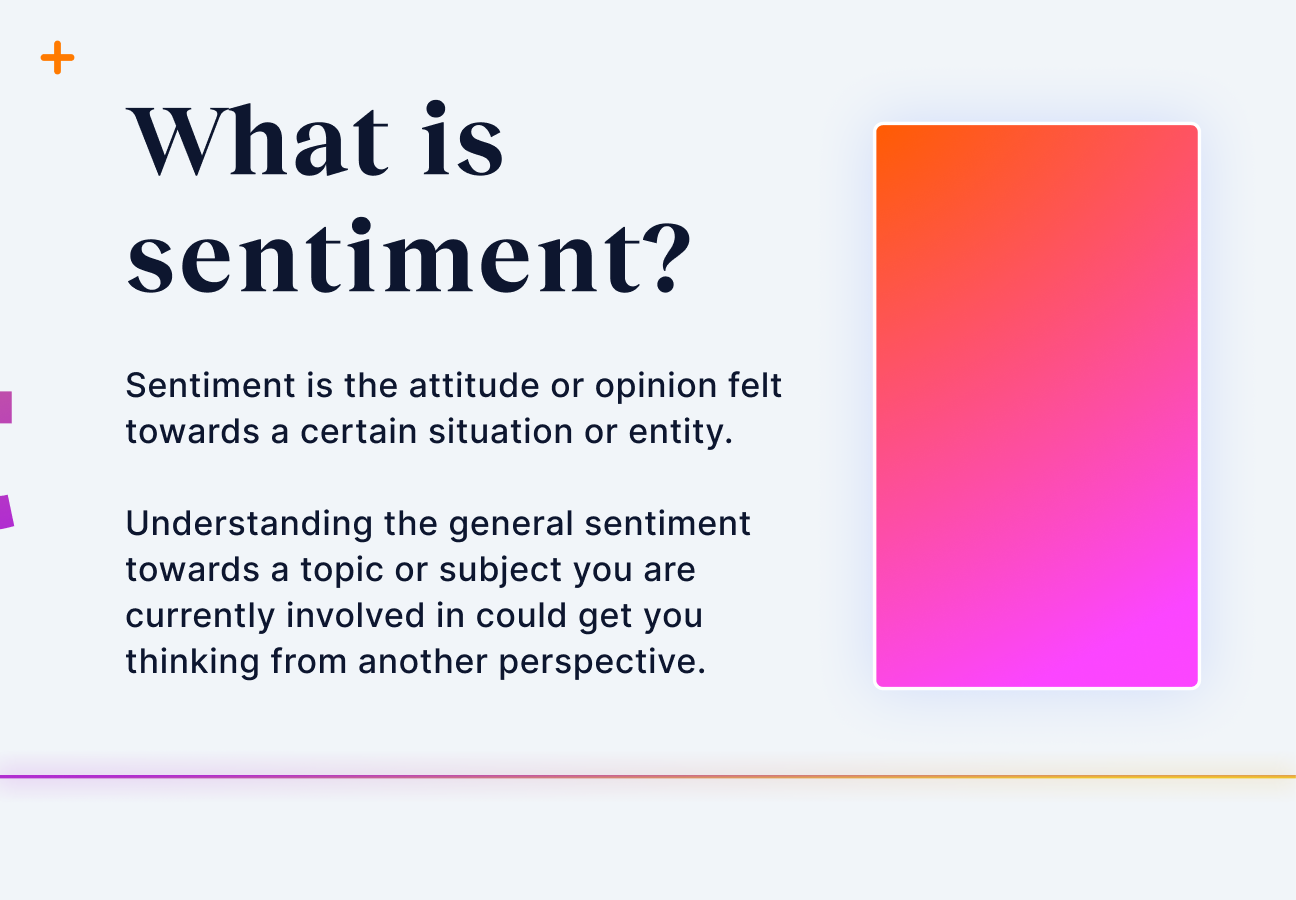 What is
sentiment?
Sentiment is the attitude or opinion felt
towards a certain situation or entity.
Understanding the general sentiment
towards a topic or subject you are
currently involved in could get you
thinking from another perspective.